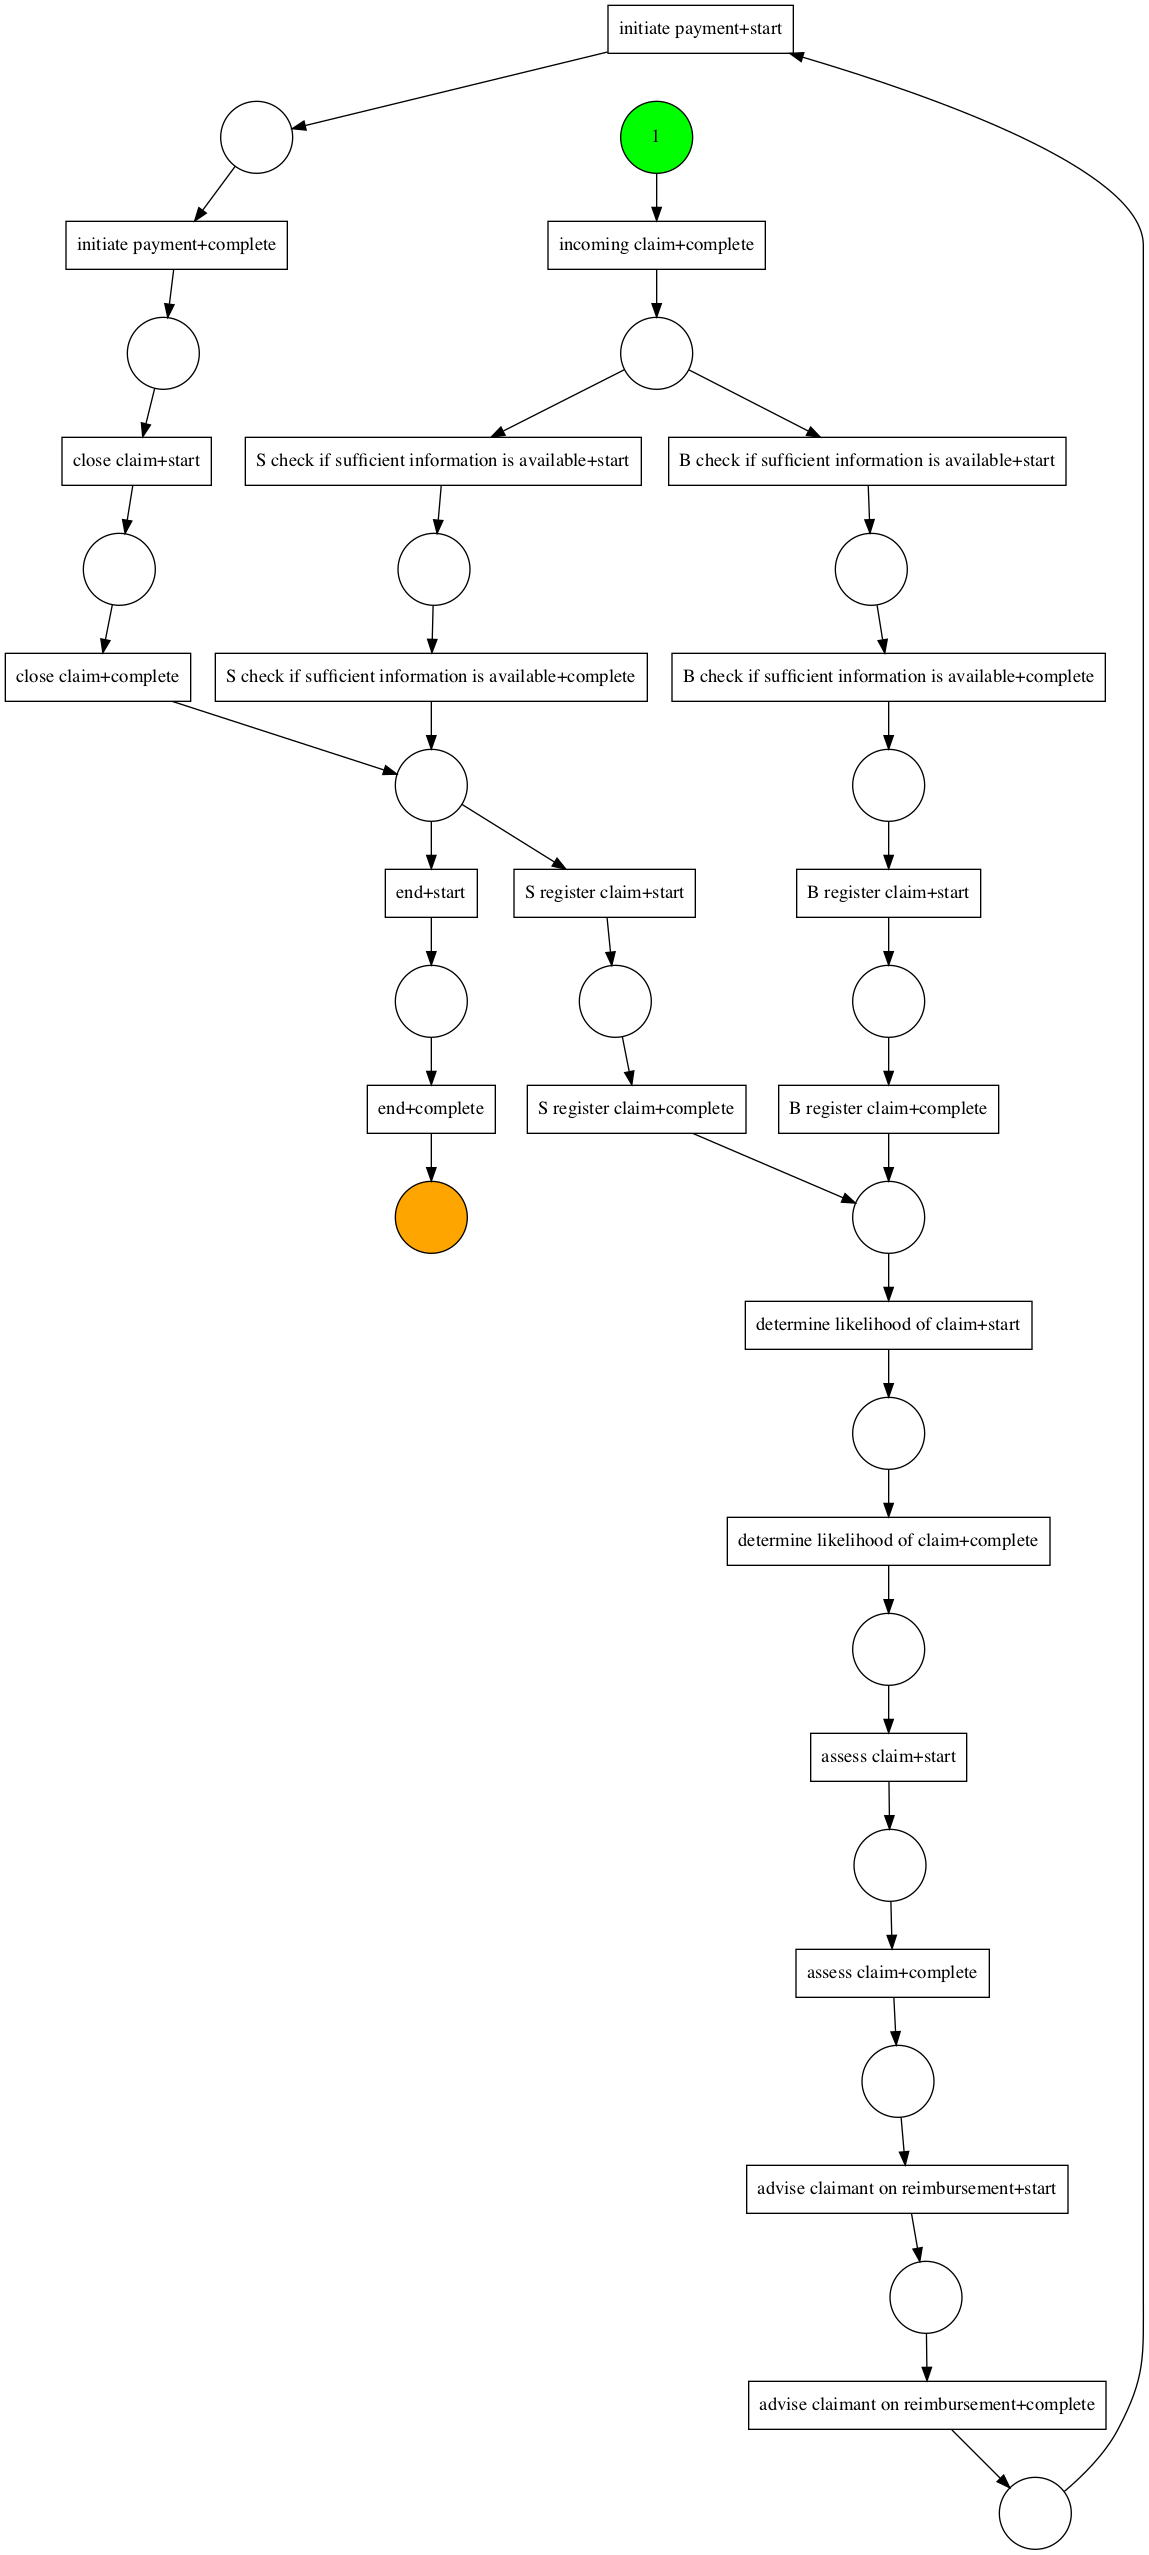 initiate payment+start
1
initiate payment+complete
incoming claim+complete
close claim+start
S check if sufficient information is available+start
B check if sufficient information is available+start
close claim+complete
S check if sufficient information is available+complete
B check if sufficient information is available+complete
end+start
S register claim+start
B register claim+start
end+complete
S register claim+complete
B register claim+complete
determine likelihood of claim+start
determine likelihood of claim+complete
assess claim+start
assess claim+complete
advise claimant on reimbursement+start
advise claimant on reimbursement+complete